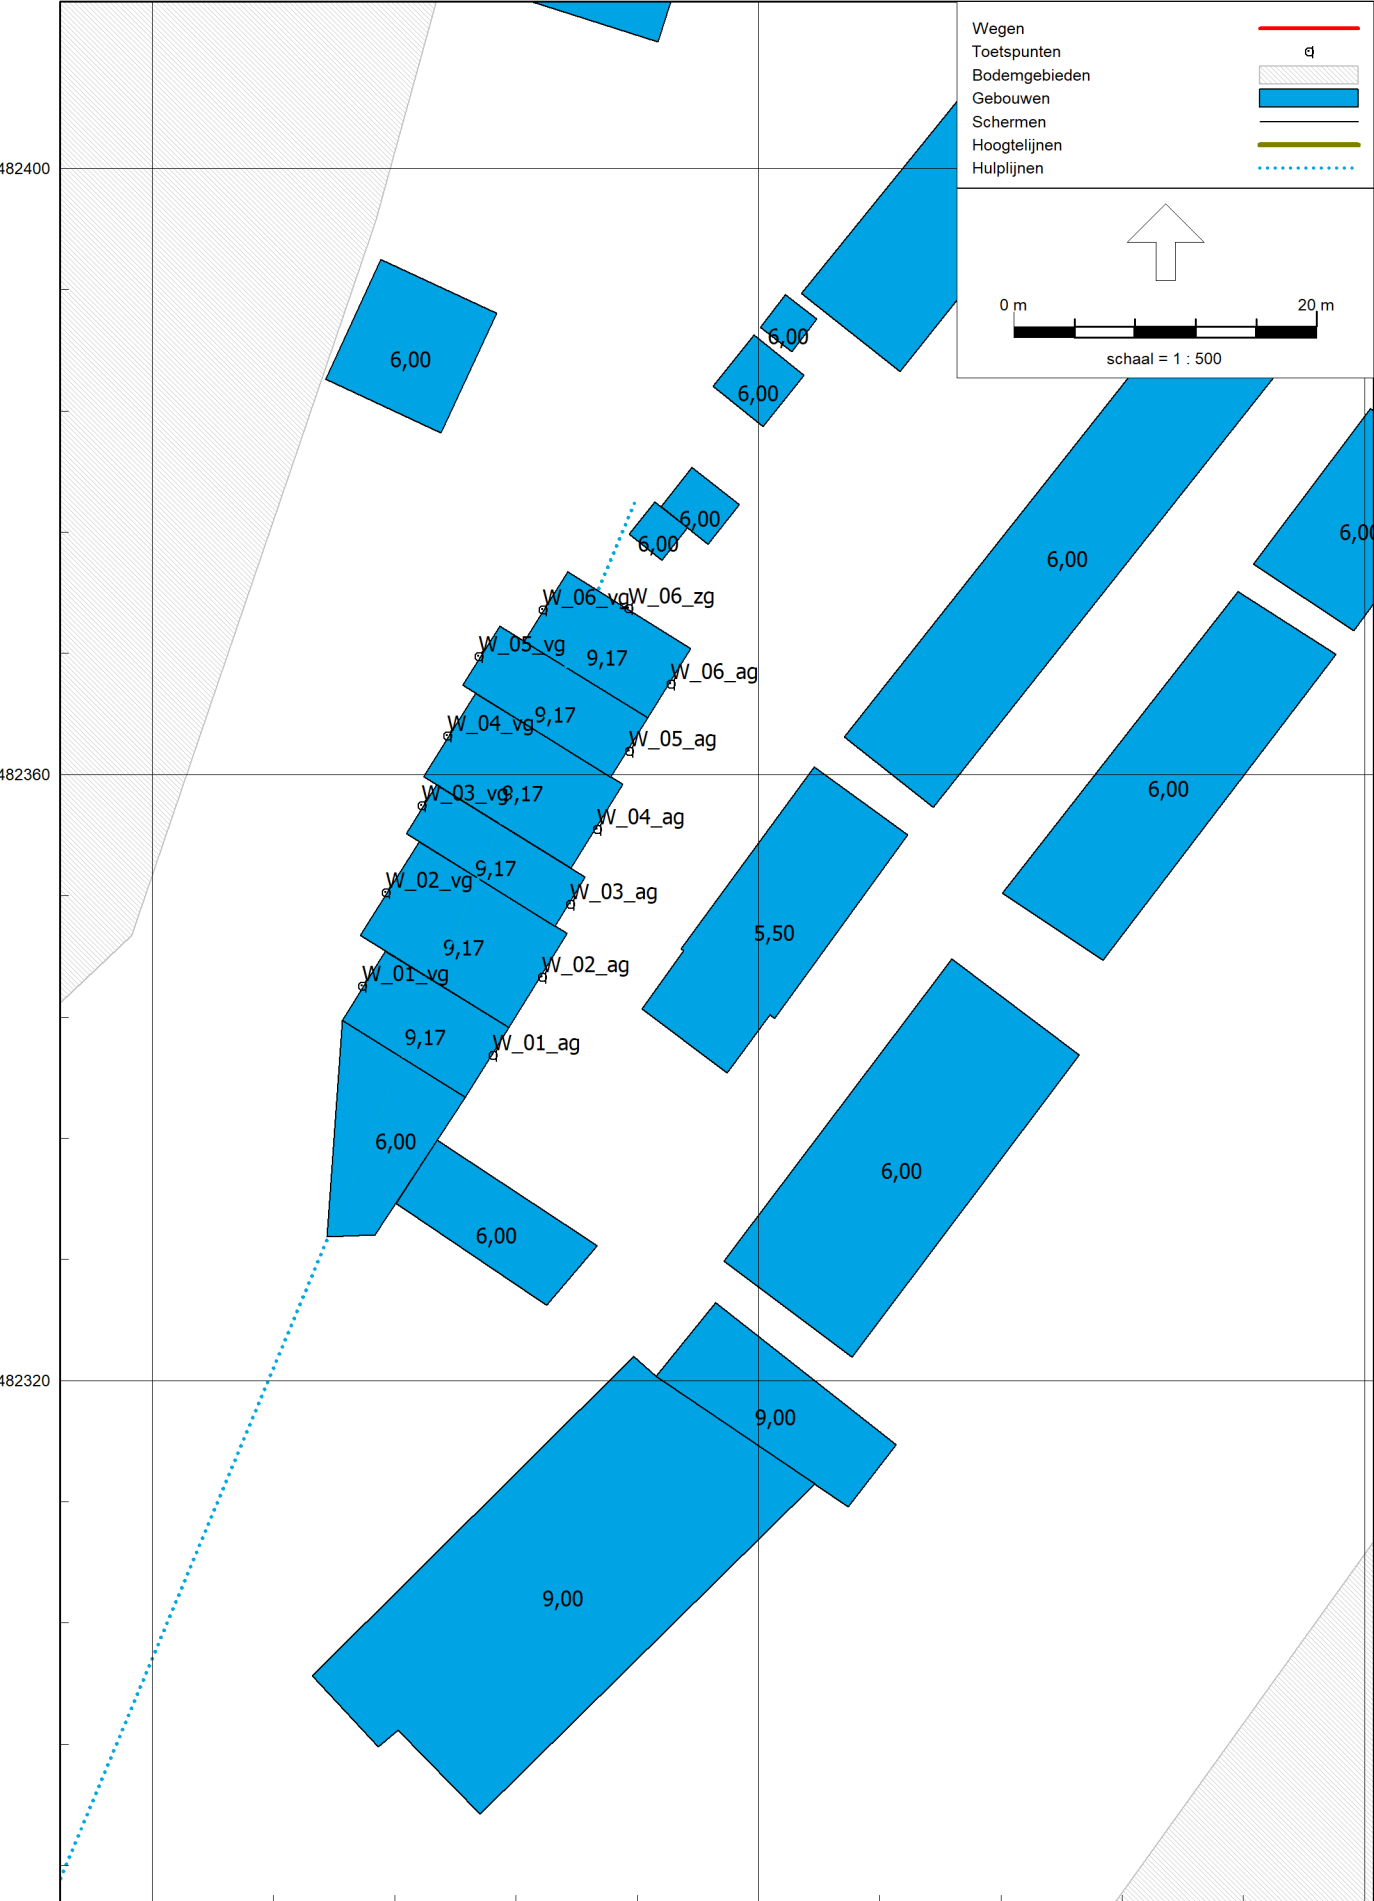 Wegen
Toetspunten
Bodemgebieden
Gebouwen
Schermen
Hoogtelijnen
Hulplijnen
482400
0 m 20 m
schaal = 1 : 500
6,00
6,00
6,00
6,00
6,00
6,00
6,00
W_06_vg W_06_zg
W_05_vg
9,17
W_06_ag
9,17
W_04_vg
W_05_ag
482360
6,00
W_03_vg 9,17
W_04_ag
9,17
W_02_vg
W_03_ag
5,50
9,17
W_02_ag
W_01_vg
9,17
W_01_ag
6,00
6,00
6,00
482320
9,00
9,00